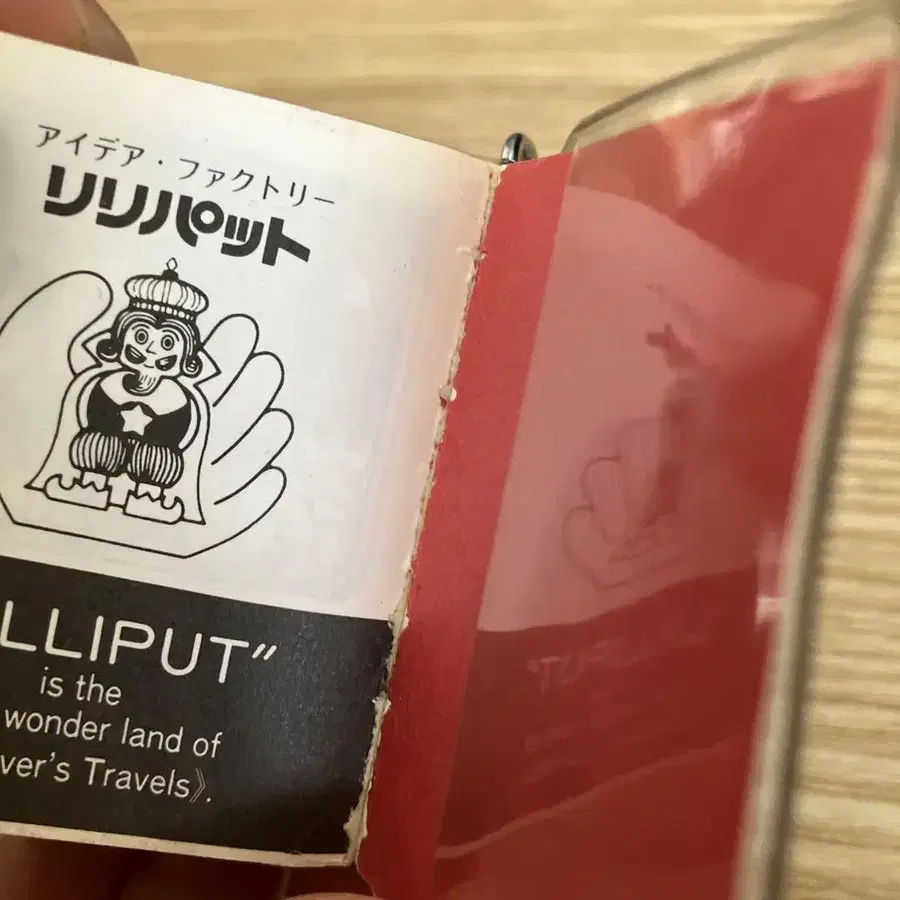 アイデア・ファクトリー
リリパット
LLIPUT"
is the
wonder land of
ver's Travels》.